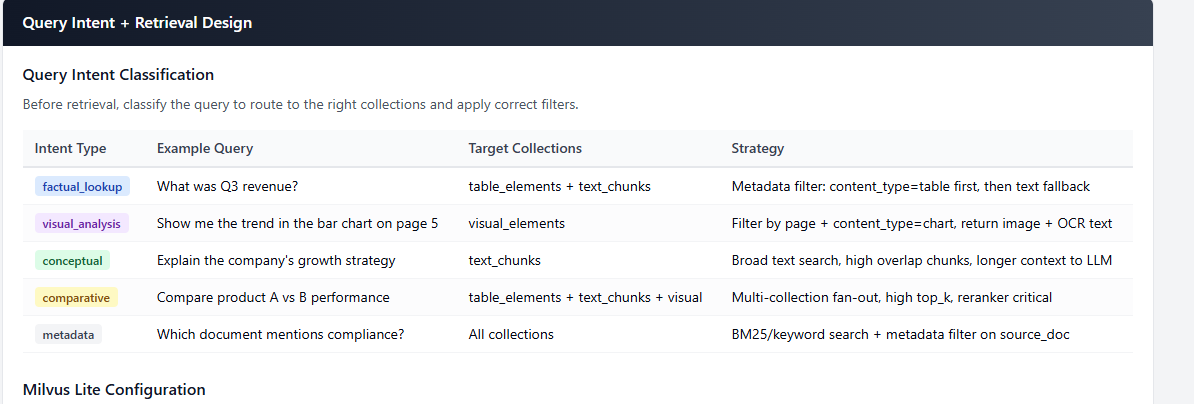 Query Intent + Retrieval Design
Query Intent Classification
Before retrieval, classify the query to route to the right collections and apply correct filters.
Intent Type Example Query Target Collections Strategy
factual_lookup What was Q3 revenue? table_elements + text_chunks Metadata filter: content_type=table first, then text fallback
visual_analysis Show me the trend in the bar chart on page 5 visual_elements Filter by page + content_type=chart, return image + OCR text
conceptual Explain the company's growth strategy text_chunks Broad text search, high overlap chunks, longer context to LLM
comparative Compare product A vs B performance table_elements + text_chunks + visual Multi-collection fan-out, high top_k, reranker critical
metadata Which document mentions compliance? All collections BM25/keyword search + metadata filter on source_doc
Milvus Lite Configuration